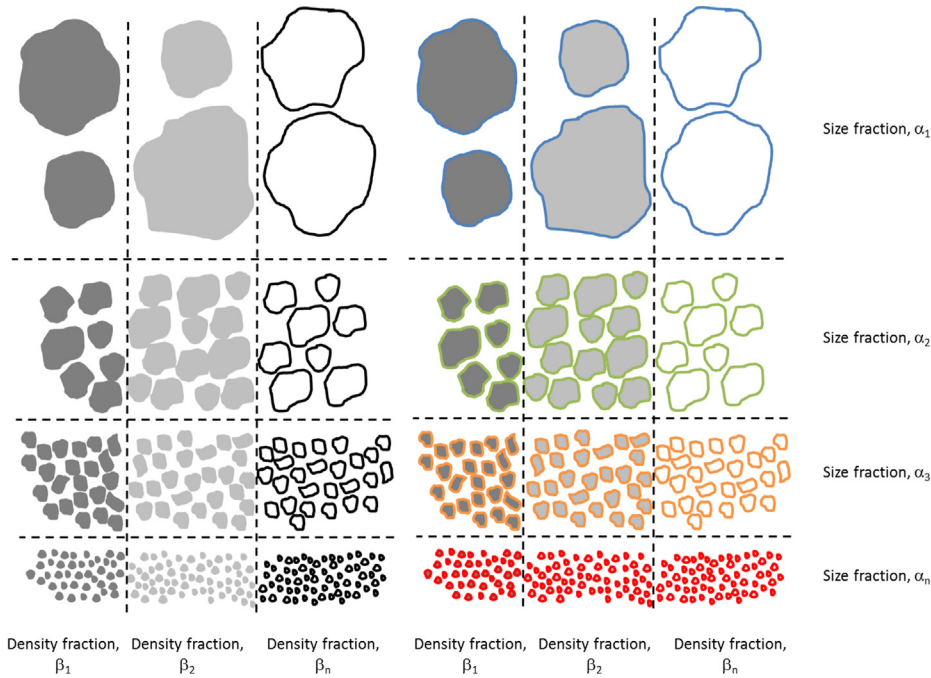 Size fraction, α1
Size fraction, α2
Size fraction, α3
Size fraction, αn
Density fraction,
β1
Density fraction,
β2
Density fraction,
βn
Density fraction,
β1
Density fraction,
β2
Density fraction,
βn